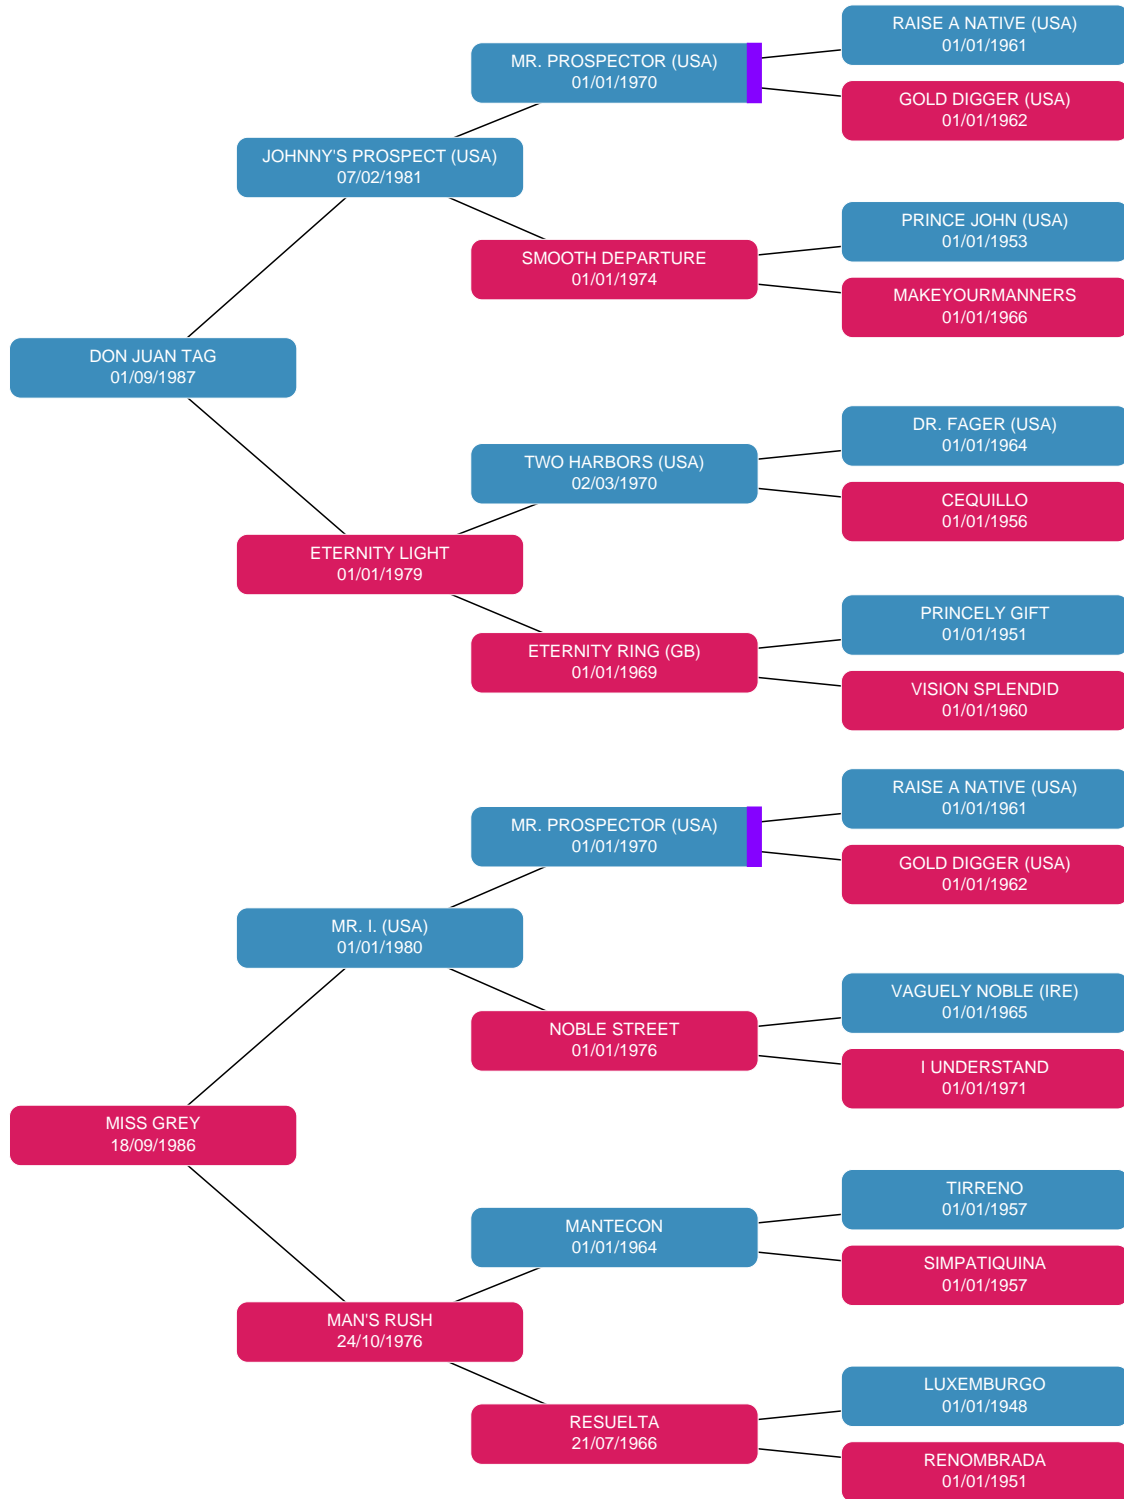 RAISE A NATIVE (USA)
01/01/1961
MR. PROSPECTOR (USA)
01/01/1970
GOLD DIGGER (USA)
01/01/1962
JOHNNY'S PROSPECT (USA)
07/02/1981
PRINCE JOHN (USA)
01/01/1953
SMOOTH DEPARTURE
01/01/1974
MAKEYOURMANNERS
01/01/1966
DON JUAN TAG
01/09/1987
DR. FAGER (USA)
01/01/1964
TWO HARBORS (USA)
02/03/1970
CEQUILLO
01/01/1956
ETERNITY LIGHT
01/01/1979
PRINCELY GIFT
01/01/1951
ETERNITY RING (GB)
01/01/1969
VISION SPLENDID
01/01/1960
RAISE A NATIVE (USA)
01/01/1961
MR. PROSPECTOR (USA)
01/01/1970
GOLD DIGGER (USA)
01/01/1962
MR. I. (USA)
01/01/1980
VAGUELY NOBLE (IRE)
01/01/1965
NOBLE STREET
01/01/1976
I UNDERSTAND
01/01/1971
MISS GREY
18/09/1986
TIRRENO
01/01/1957
MANTECON
01/01/1964
SIMPATIQUINA
01/01/1957
MAN'S RUSH
24/10/1976
LUXEMBURGO
01/01/1948
RESUELTA
21/07/1966
RENOMBRADA
01/01/1951